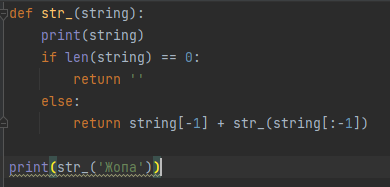 def str_(string):
    print(string)
    if len(string) == 0:
        return ''
    else:
        return string[-1] + str_(string[:-1])
print(str_('Жопа'))